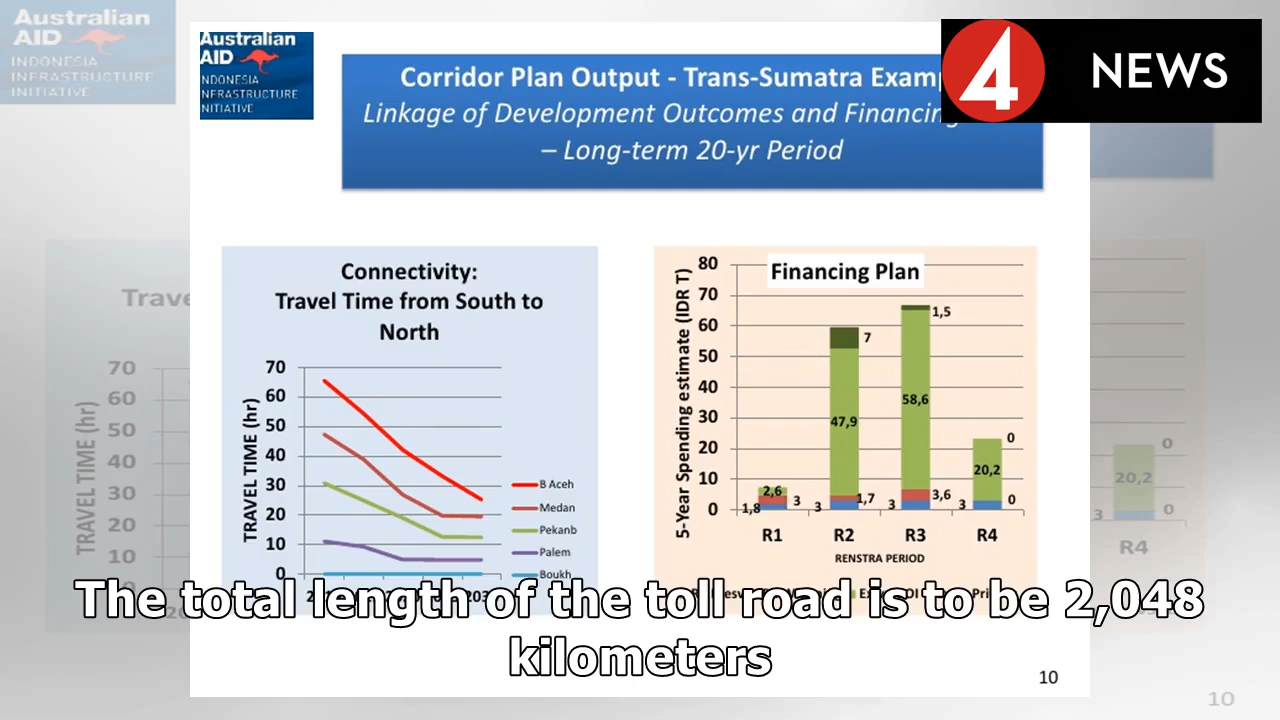 Australian
AID
INDONESIA
INFRASTRUCTURE
INITIATIVE
Australian
AID
INDONESIA
INFRASTRUCTURE
INITIATIVE
4 NEWS
Corridor Plan Output - Trans-Sumatra
Linkage of Development Outcomes and Financing
– Long-term 20-yr Period
Connectivity:
Travel Time from South to
North
TRAVEL TIME (hr)
70
60
50
40
30
20
10
0
B Aceh
Medan
Pekanb
Palem
Boukh
Financing Plan
5-Year Spending estimate (IDR T)
80
70
60
50
40
30
20
10
0
1,8
2,6
3
3
47,9
7
1,7
3
58,6
1,5
3,6
3
20,2
0
0
R1 R2 R3 R4
RENSTRA PERIOD
TRAVEL TIME (hr)
70
60
50
40
30
20
10
0
20,2
0
3
0
R4
The total length of the toll road is to be 2,048
kilometers
10
10